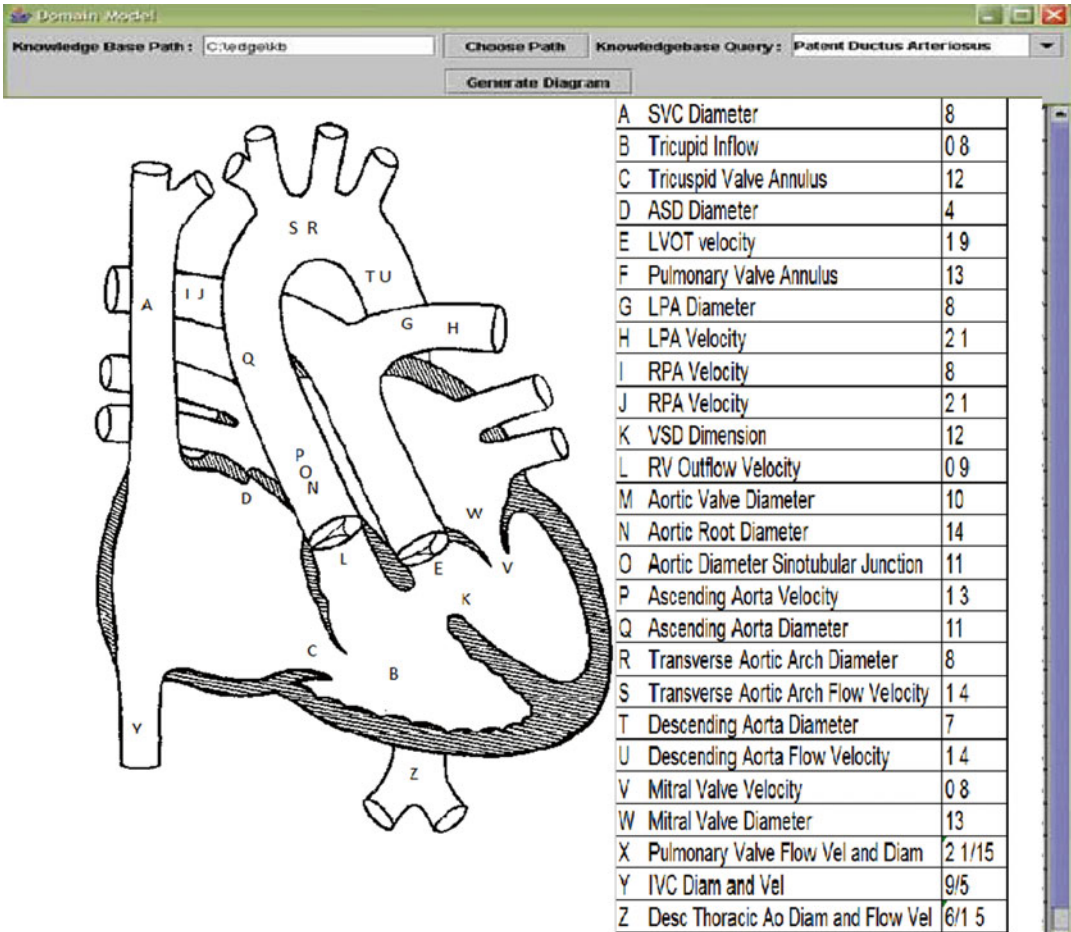 Domain Model
Knowledge Base Path : C:\edge\kb Choose Path Knowledgebase Query : Patent Ductus Arteriosus
Generate Diagram
A SVC Diameter 8
B Tricupid Inflow 0 8
C Tricuspid Valve Annulus 12
D ASD Diameter 4
E LVOT velocity 1 9
F Pulmonary Valve Annulus 13
G LPA Diameter 8
H LPA Velocity 2 1
I RPA Velocity 8
J RPA Velocity 2 1
K VSD Dimension 12
L RV Outflow Velocity 0 9
M Aortic Valve Diameter 10
N Aortic Root Diameter 14
O Aortic Diameter Sinotubular Junction 11
P Ascending Aorta Velocity 1 3
Q Ascending Aorta Diameter 11
R Transverse Aortic Arch Diameter 8
S Transverse Aortic Arch Flow Velocity 1 4
T Descending Aorta Diameter 7
U Descending Aorta Flow Velocity 1 4
V Mitral Valve Velocity 0 8
W Mitral Valve Diameter 13
X Pulmonary Valve Flow Vel and Diam 2 1/15
Y IVC Diam and Vel 9/5
Z Desc Thoracic Ao Diam and Flow Vel 6/1 5
S R
T U
I J
A
G H
Q
P
O
N
D
W
L
E
V
K
C
B
Y
Z